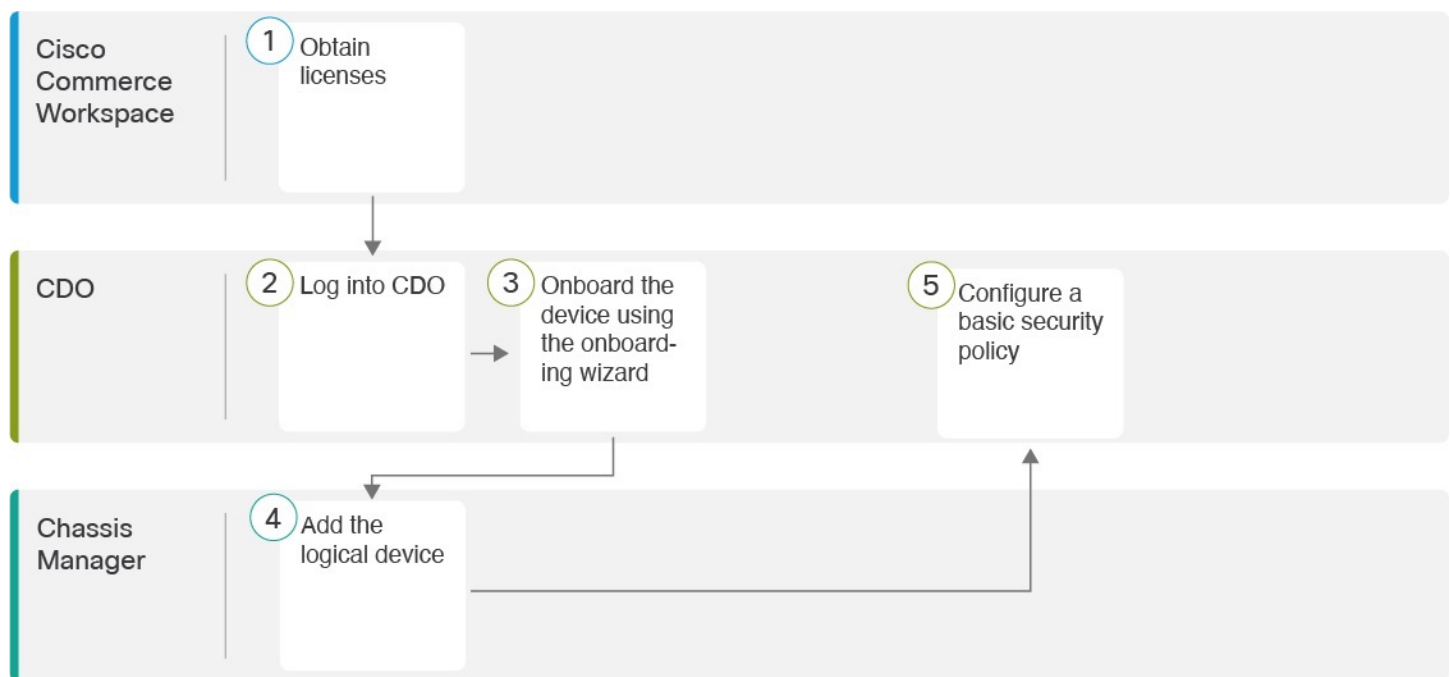 Cisco
Commerce
Workspace
1
Obtain
licenses
CDO
2
Log into CDO
3
Onboard the
device using
the onboard-
ing wizard
5
Configure a
basic security
policy
Chassis
Manager
4
Add the
logical device